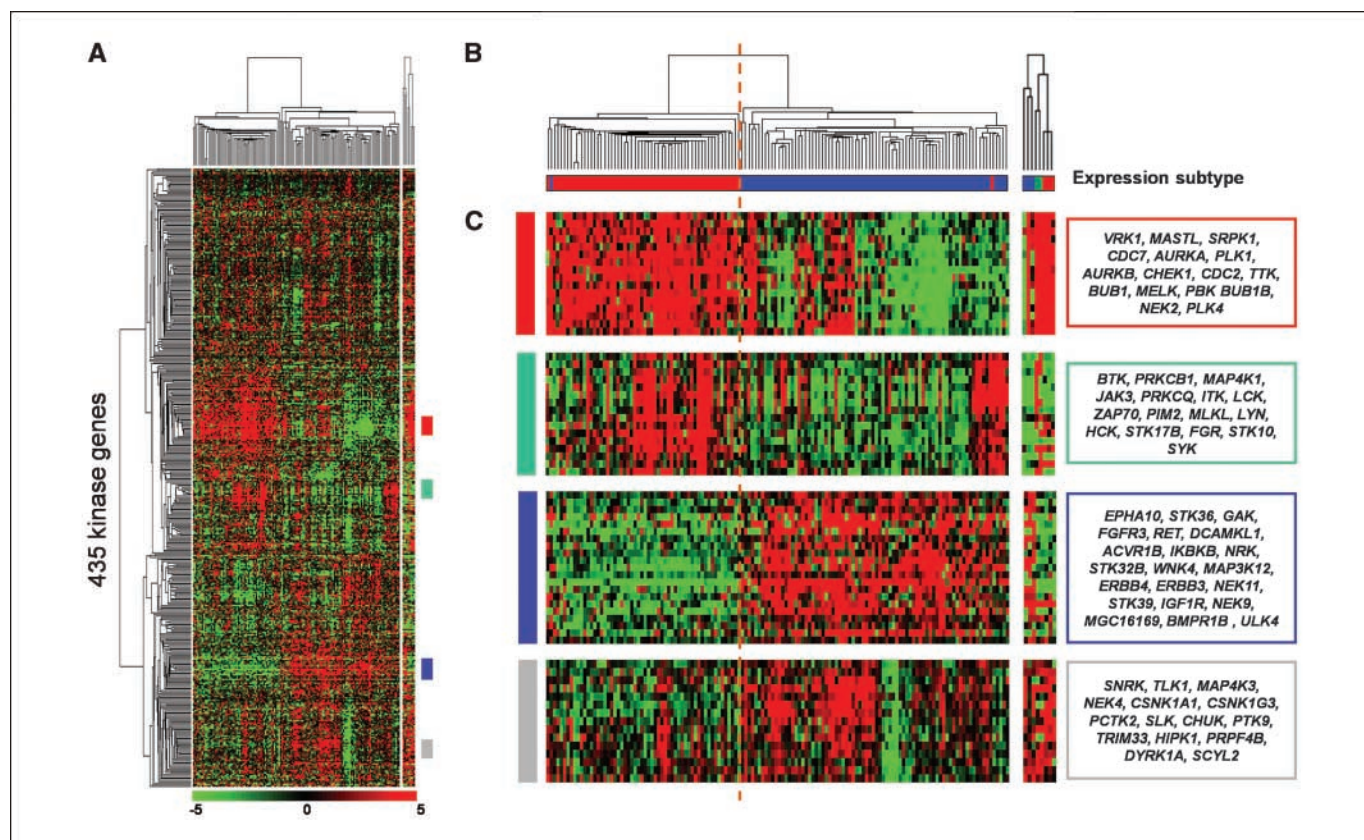 A
B
Expression subtype
C
435 kinase genes
VRK1, MASTL, SRPK1,
CDC7, AURKA, PLK1,
AURKB, CHEK1, CDC2, TTK,
BUB1, MELK, PBK BUB1B,
NEK2, PLK4
BTK, PRKCB1, MAP4K1,
JAK3, PRKCQ, ITK, LCK,
ZAP70, PIM2, MLKL, LYN,
HCK, STK17B, FGR, STK10,
SYK
EPHA10, STK36, GAK,
FGFR3, RET, DCAMKL1,
ACVR1B, IKBKB, NRK,
STK32B, WNK4, MAP3K12,
ERBB4, ERBB3, NEK11,
STK39, IGF1R, NEK9,
MGC16169, BMPR1B , ULK4
SNRK, TLK1, MAP4K3,
NEK4, CSNK1A1, CSNK1G3,
PCTK2, SLK, CHUK, PTK9,
TRIM33, HIPK1, PRPF4B,
DYRK1A, SCYL2
-5 0 5